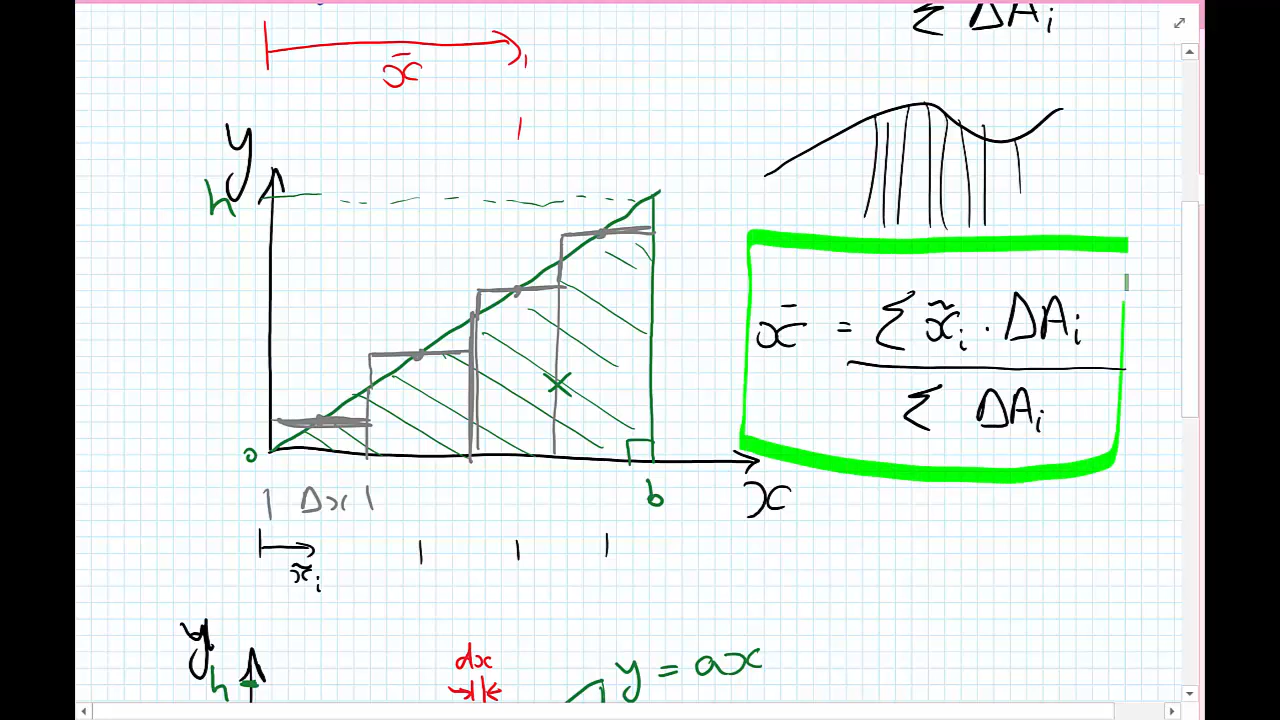 Σ ΔAᵢ
x̄
y
h
x̄ = Σ x̃ᵢ · ΔAᵢ
Σ ΔAᵢ
o
b
x
Δx
x̃ᵢ
y
dx
h
y = ax